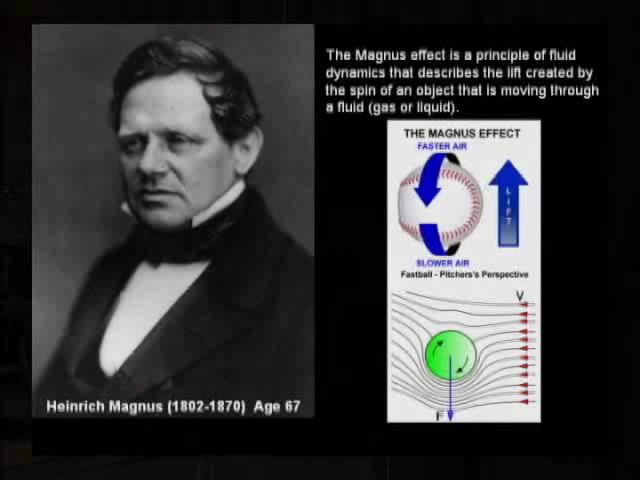 The Magnus effect is a principle of fluid
dynamics that describes the lift created by
the spin of an object that is moving through
a fluid (gas or liquid).
THE MAGNUS EFFECT
FASTER AIR
LIFT
SLOWER AIR
Fastball - Pitchers's Perspective
V
F
Heinrich Magnus (1802-1870) Age 67